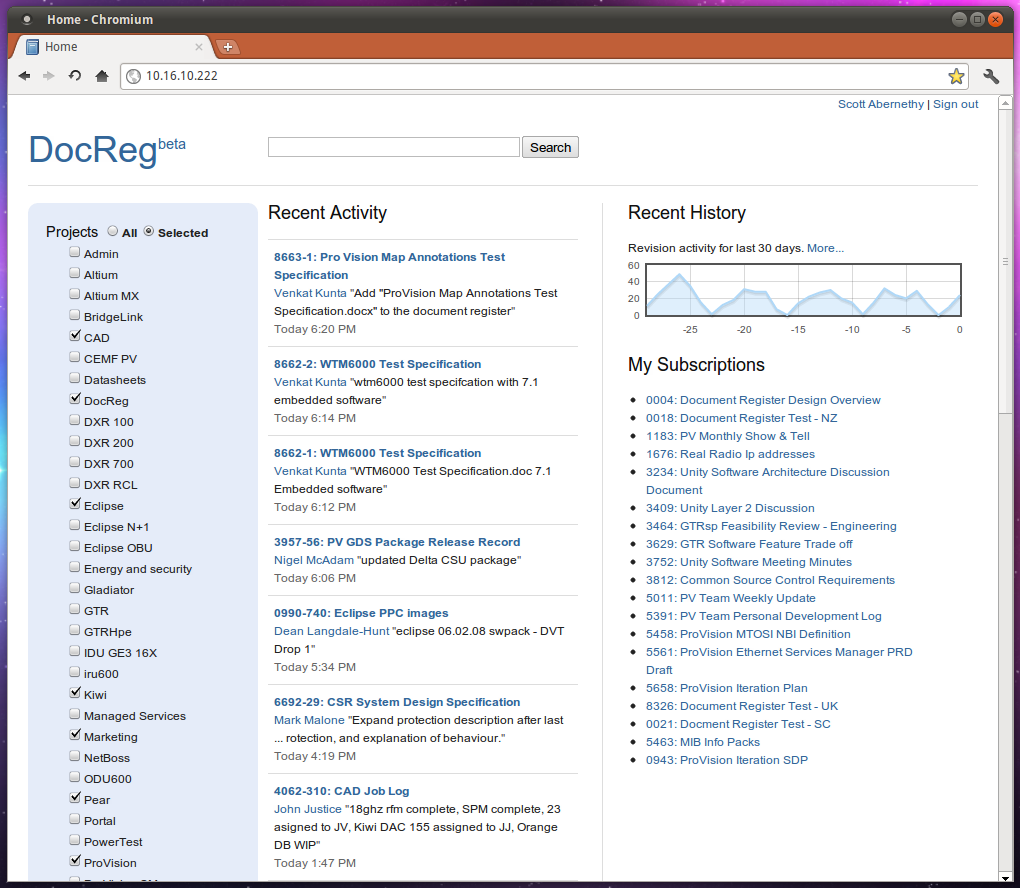 Home - Chromium
Home
10.16.10.222
Scott Abernethy | Sign out
DocReg beta
Search
Projects All Selected
Admin
Altium
Altium MX
BridgeLink
CAD
CEMF PV
Datasheets
DocReg
DXR 100
DXR 200
DXR 700
DXR RCL
Eclipse
Eclipse N+1
Eclipse OBU
Energy and security
Gladiator
GTR
GTRHpe
IDU GE3 16X
iru600
Kiwi
Managed Services
Marketing
NetBoss
ODU600
Pear
Portal
PowerTest
ProVision
Recent Activity
8663-1: Pro Vision Map Annotations Test
Specification
Venkat Kunta "Add "ProVision Map Annotations Test
Specification.docx" to the document register"
Today 6:20 PM
8662-2: WTM6000 Test Specification
Venkat Kunta "wtm6000 test specifcation with 7.1
embedded software"
Today 6:14 PM
8662-1: WTM6000 Test Specification
Venkat Kunta "WTM6000 Test Specification.doc 7.1
Embedded software"
Today 6:12 PM
3957-56: PV GDS Package Release Record
Nigel McAdam "updated Delta CSU package"
Today 6:06 PM
0990-740: Eclipse PPC images
Dean Langdale-Hunt "eclipse 06.02.08 swpack - DVT
Drop 1"
Today 5:34 PM
6692-29: CSR System Design Specification
Mark Malone "Expand protection description after last
... rotection, and explanation of behaviour."
Today 4:19 PM
4062-310: CAD Job Log
John Justice "18ghz rfm complete, SPM complete, 23
asigned to JV, Kiwi DAC 155 assigned to JJ, Orange
DB WIP"
Today 1:47 PM
Recent History
Revision activity for last 30 days. More...
60
40
20
0
-25 -20 -15 -10 -5 0
My Subscriptions
0004: Document Register Design Overview
0018: Document Register Test - NZ
1183: PV Monthly Show & Tell
1676: Real Radio Ip addresses
3234: Unity Software Architecture Discussion
Document
3409: Unity Layer 2 Discussion
3464: GTRsp Feasibility Review - Engineering
3629: GTR Software Feature Trade off
3752: Unity Software Meeting Minutes
3812: Common Source Control Requirements
5011: PV Team Weekly Update
5391: PV Team Personal Development Log
5458: ProVision MTOSI NBI Definition
5561: ProVision Ethernet Services Manager PRD
Draft
5658: ProVision Iteration Plan
8326: Document Register Test - UK
0021: Docment Register Test - SC
5463: MIB Info Packs
0943: ProVision Iteration SDP